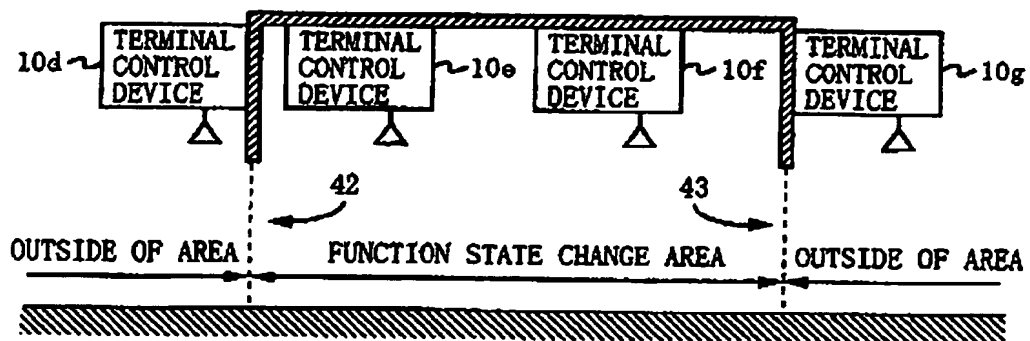 10d
TERMINAL
CONTROL
DEVICE
TERMINAL
CONTROL
DEVICE
10e
TERMINAL
CONTROL
DEVICE
10f
TERMINAL
CONTROL
DEVICE
10g
42
43
OUTSIDE OF AREA
FUNCTION STATE CHANGE AREA
OUTSIDE OF AREA